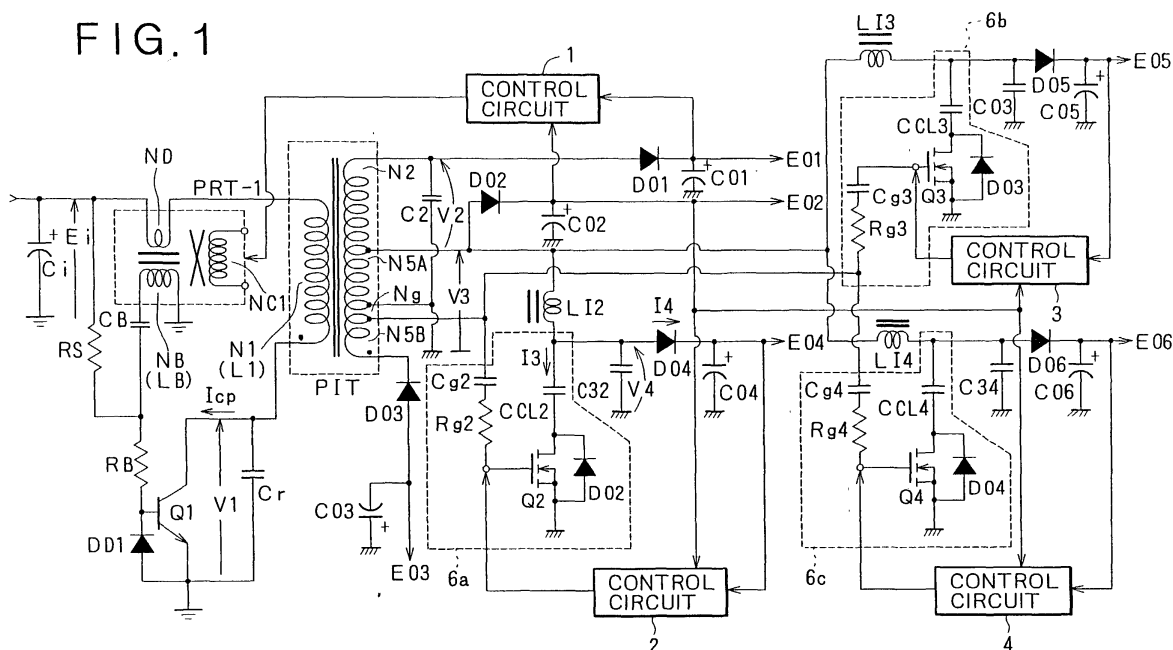 FIG.1
1
CONTROL CIRCUIT
LI3
6b
E05
D05
C03
C05
CCL3
ND
PRT-1
N2
D02
C2
V2
D01
C01
E01
E02
C02
Cg3
Q3
D03
Rg3
Ei
Ci
NC1
N5A
Ng
N5B
V3
LI2
CONTROL CIRCUIT
3
CB
RS
NB
(LB)
N1
(L1)
PIT
I3
I4
D04
E04
LI4
D06
E06
Icp
D03
Cg2
CCL2
C32
V4
C04
Cg4
CCL4
C34
C06
RB
Rg2
Rg4
Q1
V1
Cr
C03
Q2
D02
Q4
D04
DD1
E03
6a
CONTROL CIRCUIT
2
6c
CONTROL CIRCUIT
4